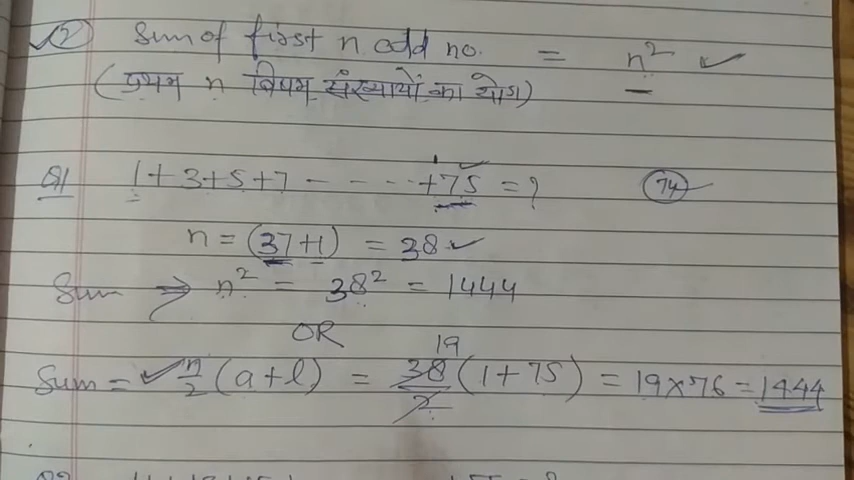 (2) Sum of first n odd no. = n²
(प्रथम n विषम संख्यायों का योग)
Q1 1 + 3 + 5 + 7 - - - - - - + 75 = ? (74)
n = (37 + 1) = 38
Sum ⇒ n² = 38² = 1444
OR
Sum = n/2 (a + l) = 38/2 19 (1 + 75) = 19 × 76 = 1444